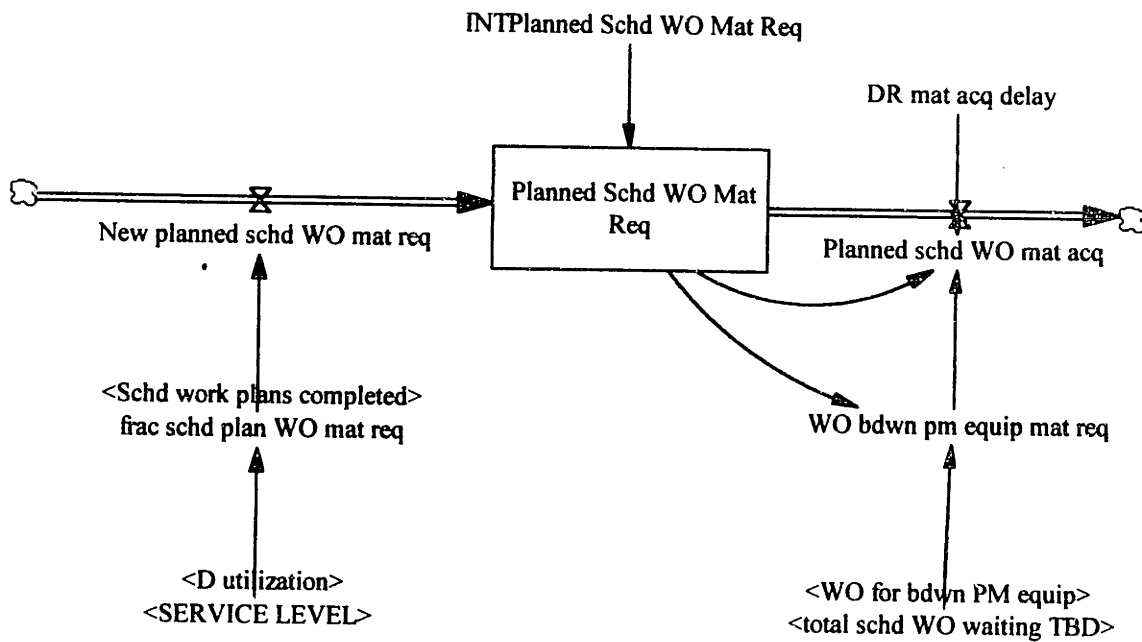 INTPlanned Schd WO Mat Req
DR mat acq delay
Planned Schd WO Mat
Req
New planned schd WO mat req
Planned schd WO mat acq
<Schd work plans completed>
frac schd plan WO mat req
WO bdwn pm equip mat req
<D utilization>
<SERVICE LEVEL>
<WO for bdwn PM equip>
<total schd WO waiting TBD>